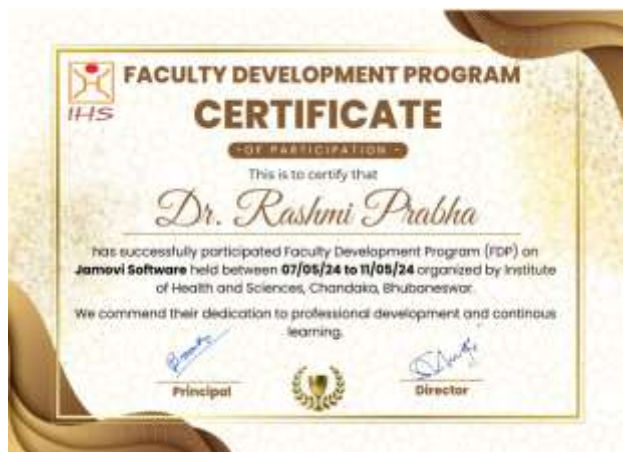 IHS
FACULTY DEVELOPMENT PROGRAM
CERTIFICATE
- OF PARTICIPATION -
This is to certify that
Dr. Rashmi Prabha
has successfully participated Faculty Development Program (FDP) on
Jamovi Software held between 07/05/24 to 11/05/24 organized by Institute
of Health and Sciences, Chandaka, Bhubaneswar.
We commend their dedication to professional development and continous
learning.
Principal
Director